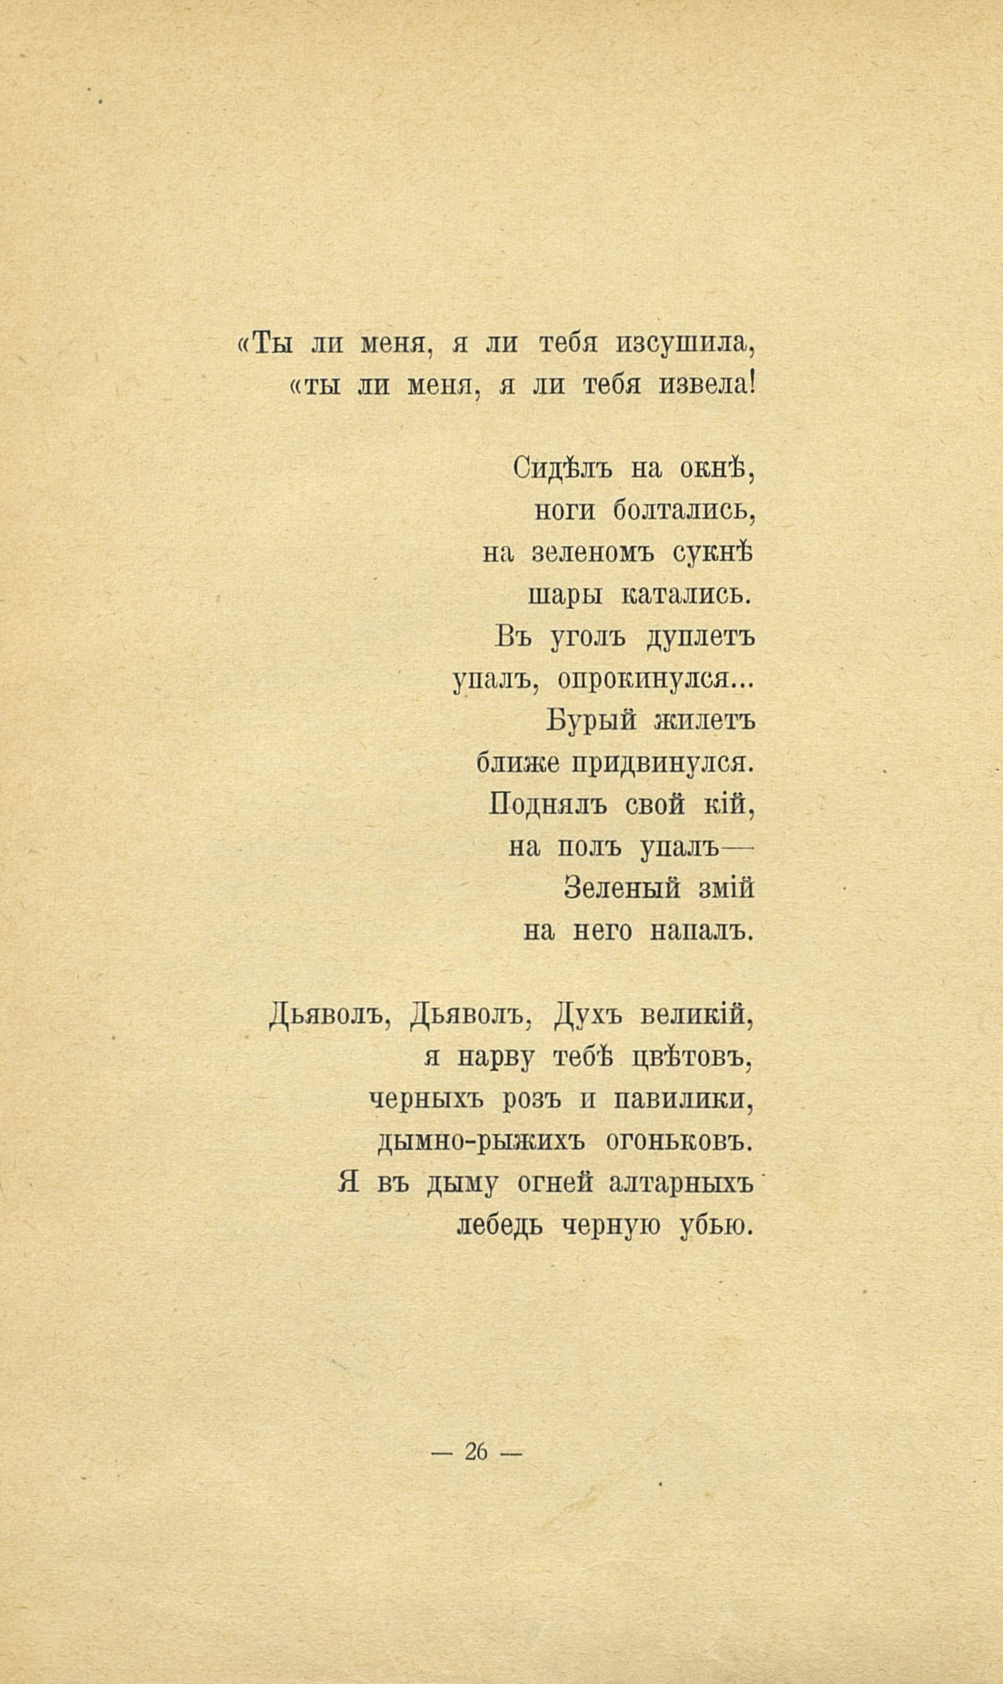 «Ты ли меня, я ли тебя изсушила,
«ты ли меня, я ли тебя извела!
Сидѣлъ на окнѣ,
ноги болтались,
на зеленомъ сукнѣ
шары катались.
Въ уголъ дуплетъ
упалъ, опрокинулся...
Бурый жилетъ
ближе придвинулся.
Поднялъ свой кій,
на полъ упалъ—
Зеленый змій
на него напалъ.
Дьяволъ, Дьяволъ, Духъ великій,
я нарву тебѣ цвѣтовъ,
черныхъ розъ и павилики,
дымно-рыжихъ огоньковъ.
Я въ дыму огней алтарныхъ
лебедь черную убью.
— 26 —